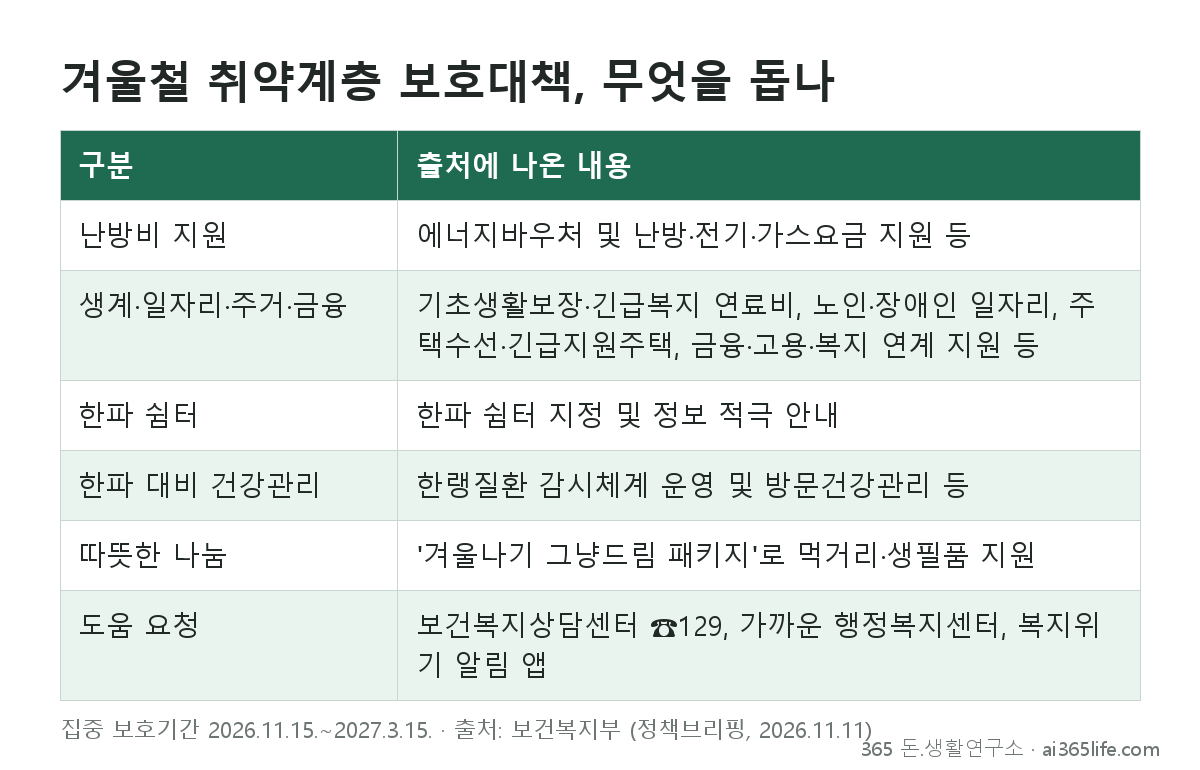 겨울철 취약계층 보호대책, 무엇을 돕나
구분
출처에 나온 내용
난방비 지원
에너지바우처 및 난방·전기·가스요금 지원 등
생계·일자리·주거·금융
기초생활보장·긴급복지 연료비, 노인·장애인 일자리, 주
택수선·긴급지원주택, 금융·고용·복지 연계 지원 등
한파 쉼터
한파 쉼터 지정 및 정보 적극 안내
한파 대비 건강관리
한랭질환 감시체계 운영 및 방문건강관리 등
따뜻한 나눔
'겨울나기 그냥드림 패키지'로 먹거리·생필품 지원
도움 요청
보건복지상담센터 ☎129, 가까운 행정복지센터, 복지위
기 알림 앱
집중 보호기간 2026.11.15.~2027.3.15. · 출처: 보건복지부 (정책브리핑, 2026.11.11)
365 돈.생활연구소 · ai365life.com